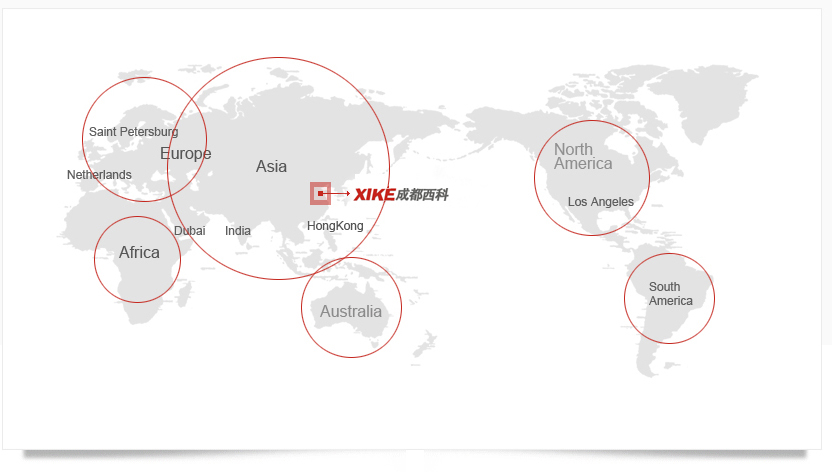 Saint Petersburg
Europe
Netherlands
Asia
XIKE成都西科
Dubai
India
HongKong
Africa
Australia
North
America
Los Angeles
South
America